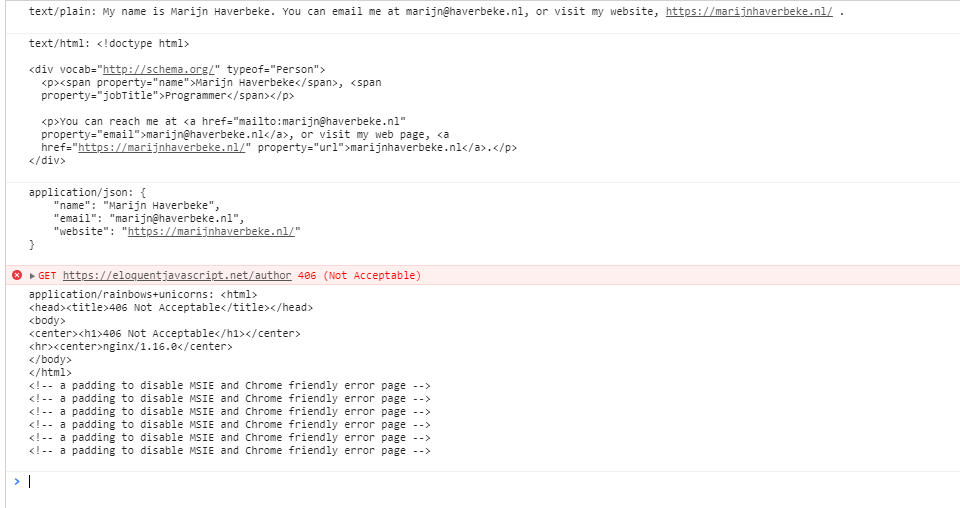 text/plain: My name is Marijn Haverbeke. You can email me at marijn@haverbeke.nl, or visit my website, https://marijnhaverbeke.nl/ .
text/html: <!doctype html>
<div vocab="http://schema.org/" typeof="Person">
  <p><span property="name">Marijn Haverbeke</span>, <span
  property="jobTitle">Programmer</span></p>
  <p>You can reach me at <a href="mailto:marijn@haverbeke.nl"
  property="email">marijn@haverbeke.nl</a>, or visit my web page, <a
  href="https://marijnhaverbeke.nl/" property="url">marijnhaverbeke.nl</a>.</p>
</div>
application/json: {
    "name": "Marijn Haverbeke",
    "email": "marijn@haverbeke.nl",
    "website": "https://marijnhaverbeke.nl/"
}
GET https://eloquentjavascript.net/author 406 (Not Acceptable)
application/rainbows+unicorns: <html>
<head><title>406 Not Acceptable</title></head>
<body>
<center><h1>406 Not Acceptable</h1></center>
<hr><center>nginx/1.16.0</center>
</body>
</html>
<!-- a padding to disable MSIE and Chrome friendly error page -->
<!-- a padding to disable MSIE and Chrome friendly error page -->
<!-- a padding to disable MSIE and Chrome friendly error page -->
<!-- a padding to disable MSIE and Chrome friendly error page -->
<!-- a padding to disable MSIE and Chrome friendly error page -->
<!-- a padding to disable MSIE and Chrome friendly error page -->
>